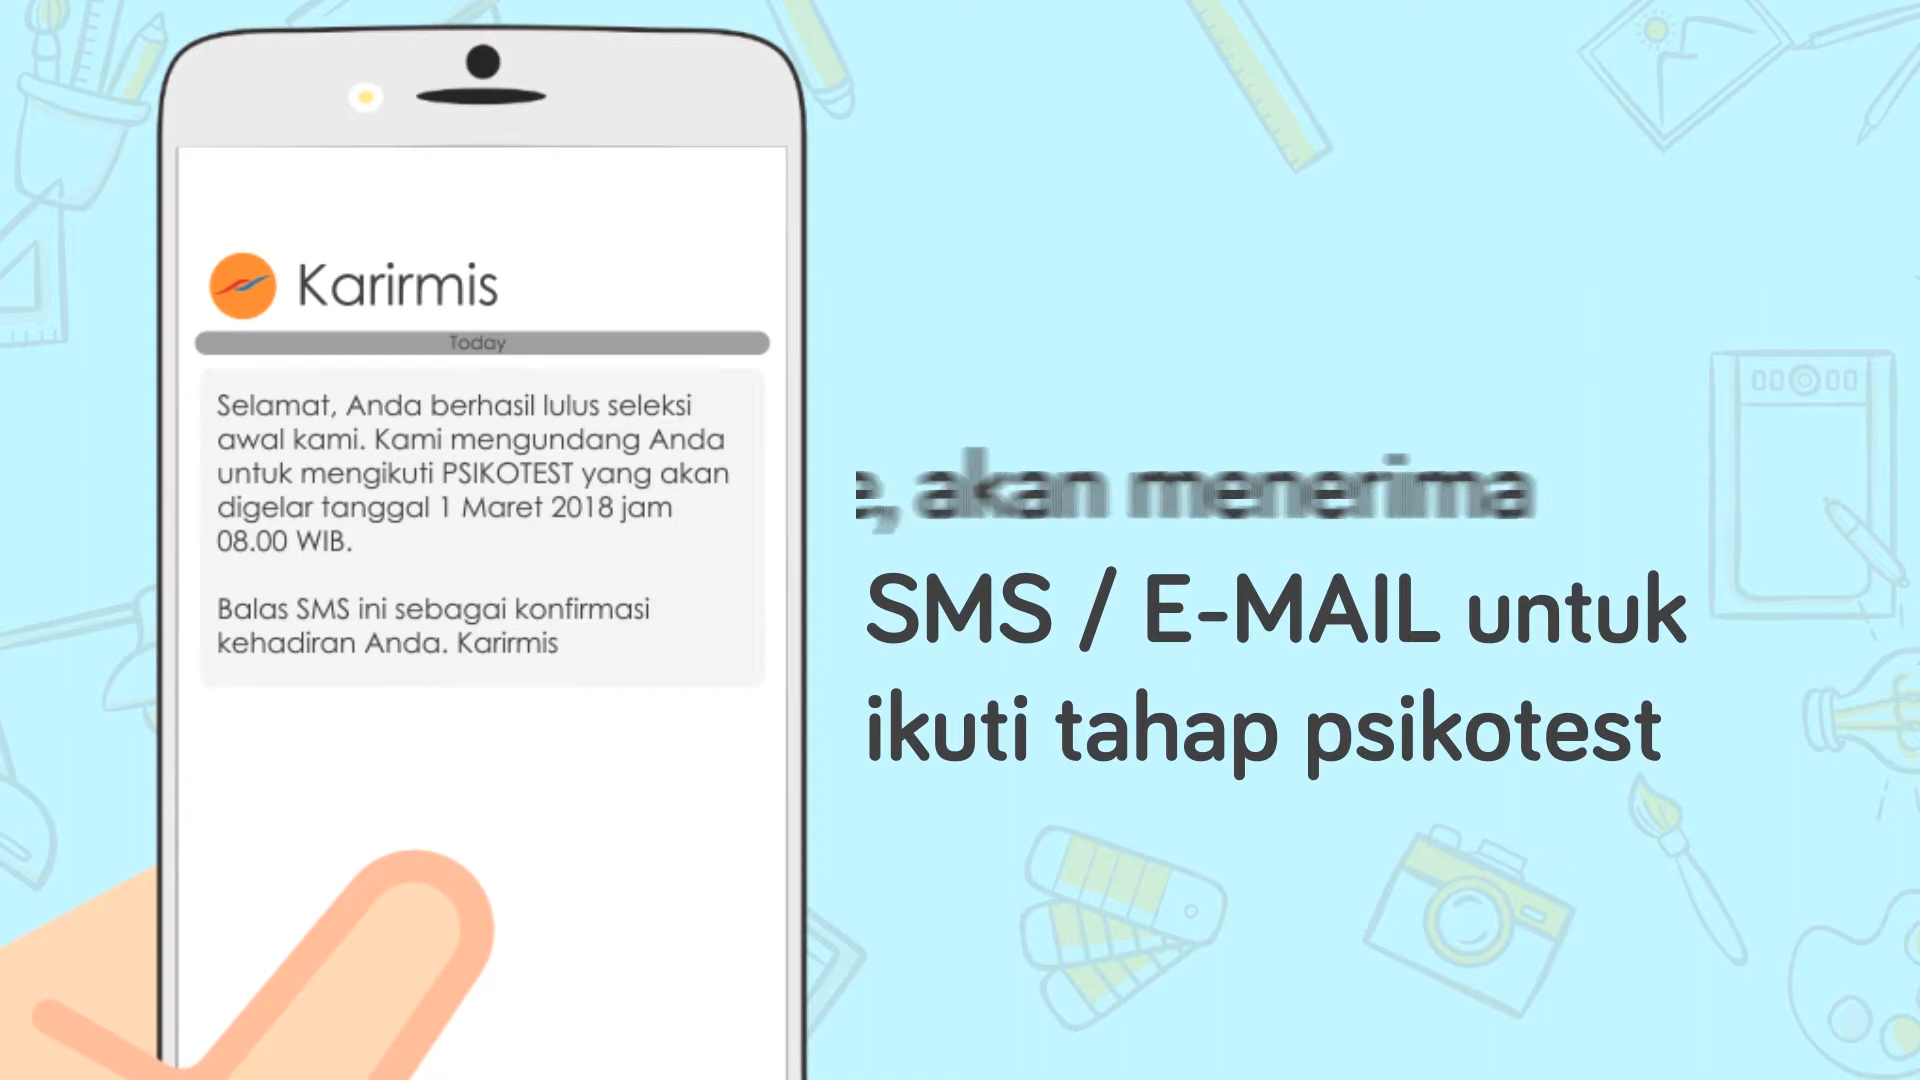 Karirmis
Today
Selamat, Anda berhasil lulus seleksi
awal kami. Kami mengundang Anda
untuk mengikuti PSIKOTEST yang akan
digelar tanggal 1 Maret 2018 jam
08.00 WIB.
Balas SMS ini sebagai konfirmasi
kehadiran Anda. Karirmis
, akan menerima
SMS / E-MAIL untuk
ikuti tahap psikotest